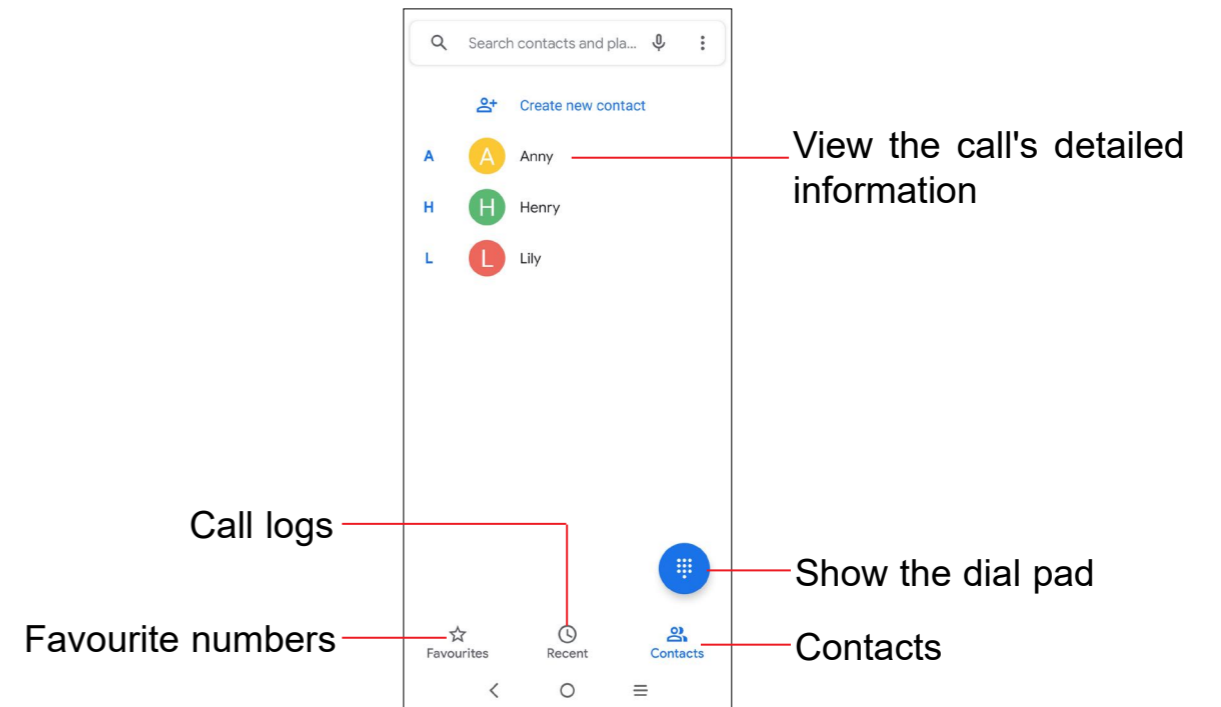 Search contacts and pla...
Create new contact
A A Anny
View the call's detailed
information
H H Henry
L L Lily
Call logs
Show the dial pad
Favourite numbers
Favourites Recent Contacts
Contacts